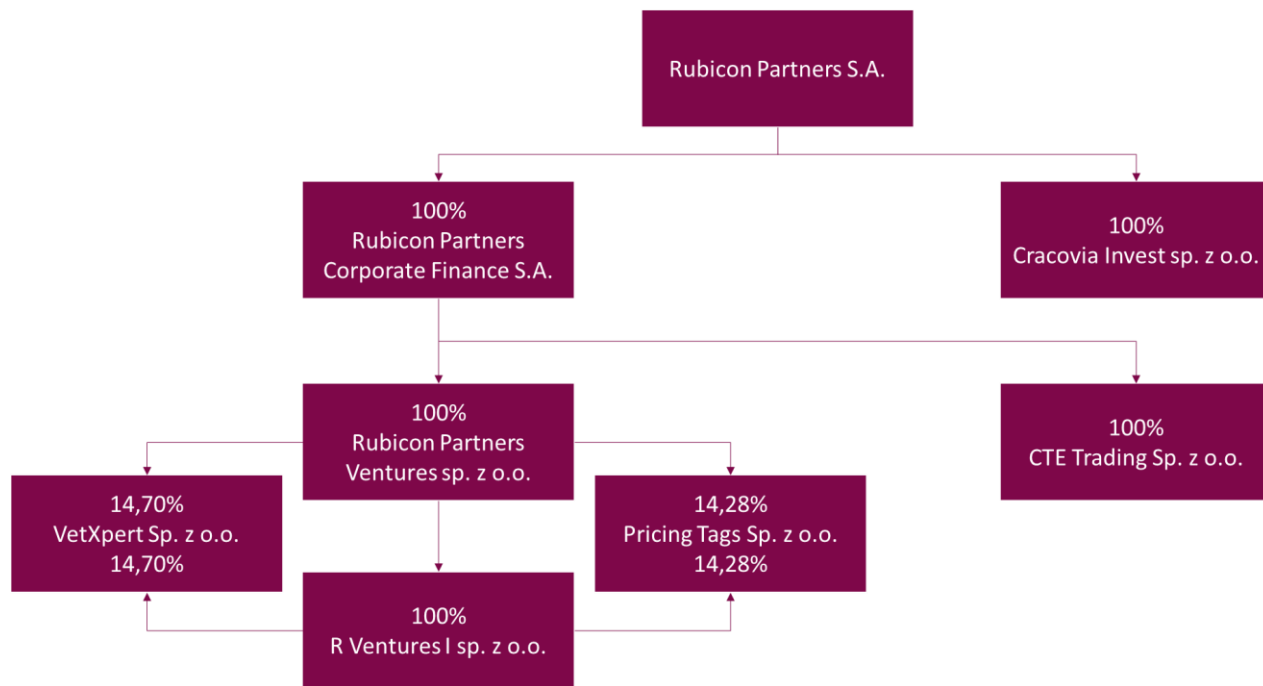 Rubicon Partners S.A.
100%
Rubicon Partners
Corporate Finance S.A.
100%
Cracovia Invest sp. z o.o.
100%
Rubicon Partners
Ventures sp. z o.o.
100%
CTE Trading Sp. z o.o.
14,70%
VetXpert Sp. z o.o.
14,70%
14,28%
Pricing Tags Sp. z o.o.
14,28%
100%
R Ventures I sp. z o.o.